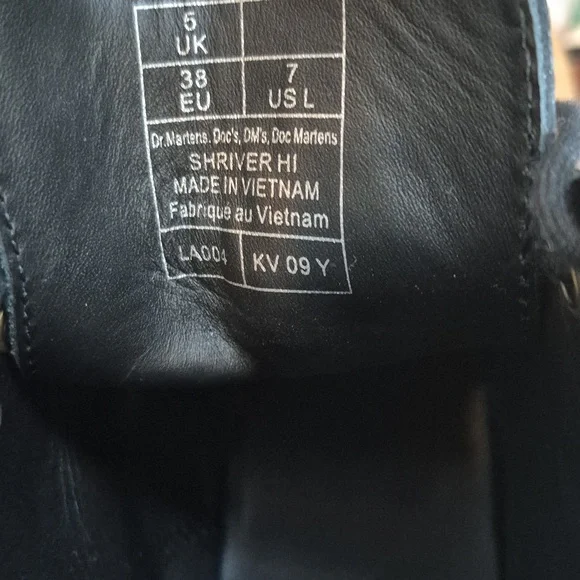 5
UK
38 7
EU US L
Dr.Martens. Doc's, DM's, Doc Martens
SHRIVER HI
MADE IN VIETNAM
Fabrique au Vietnam
LA004 KV 09 Y